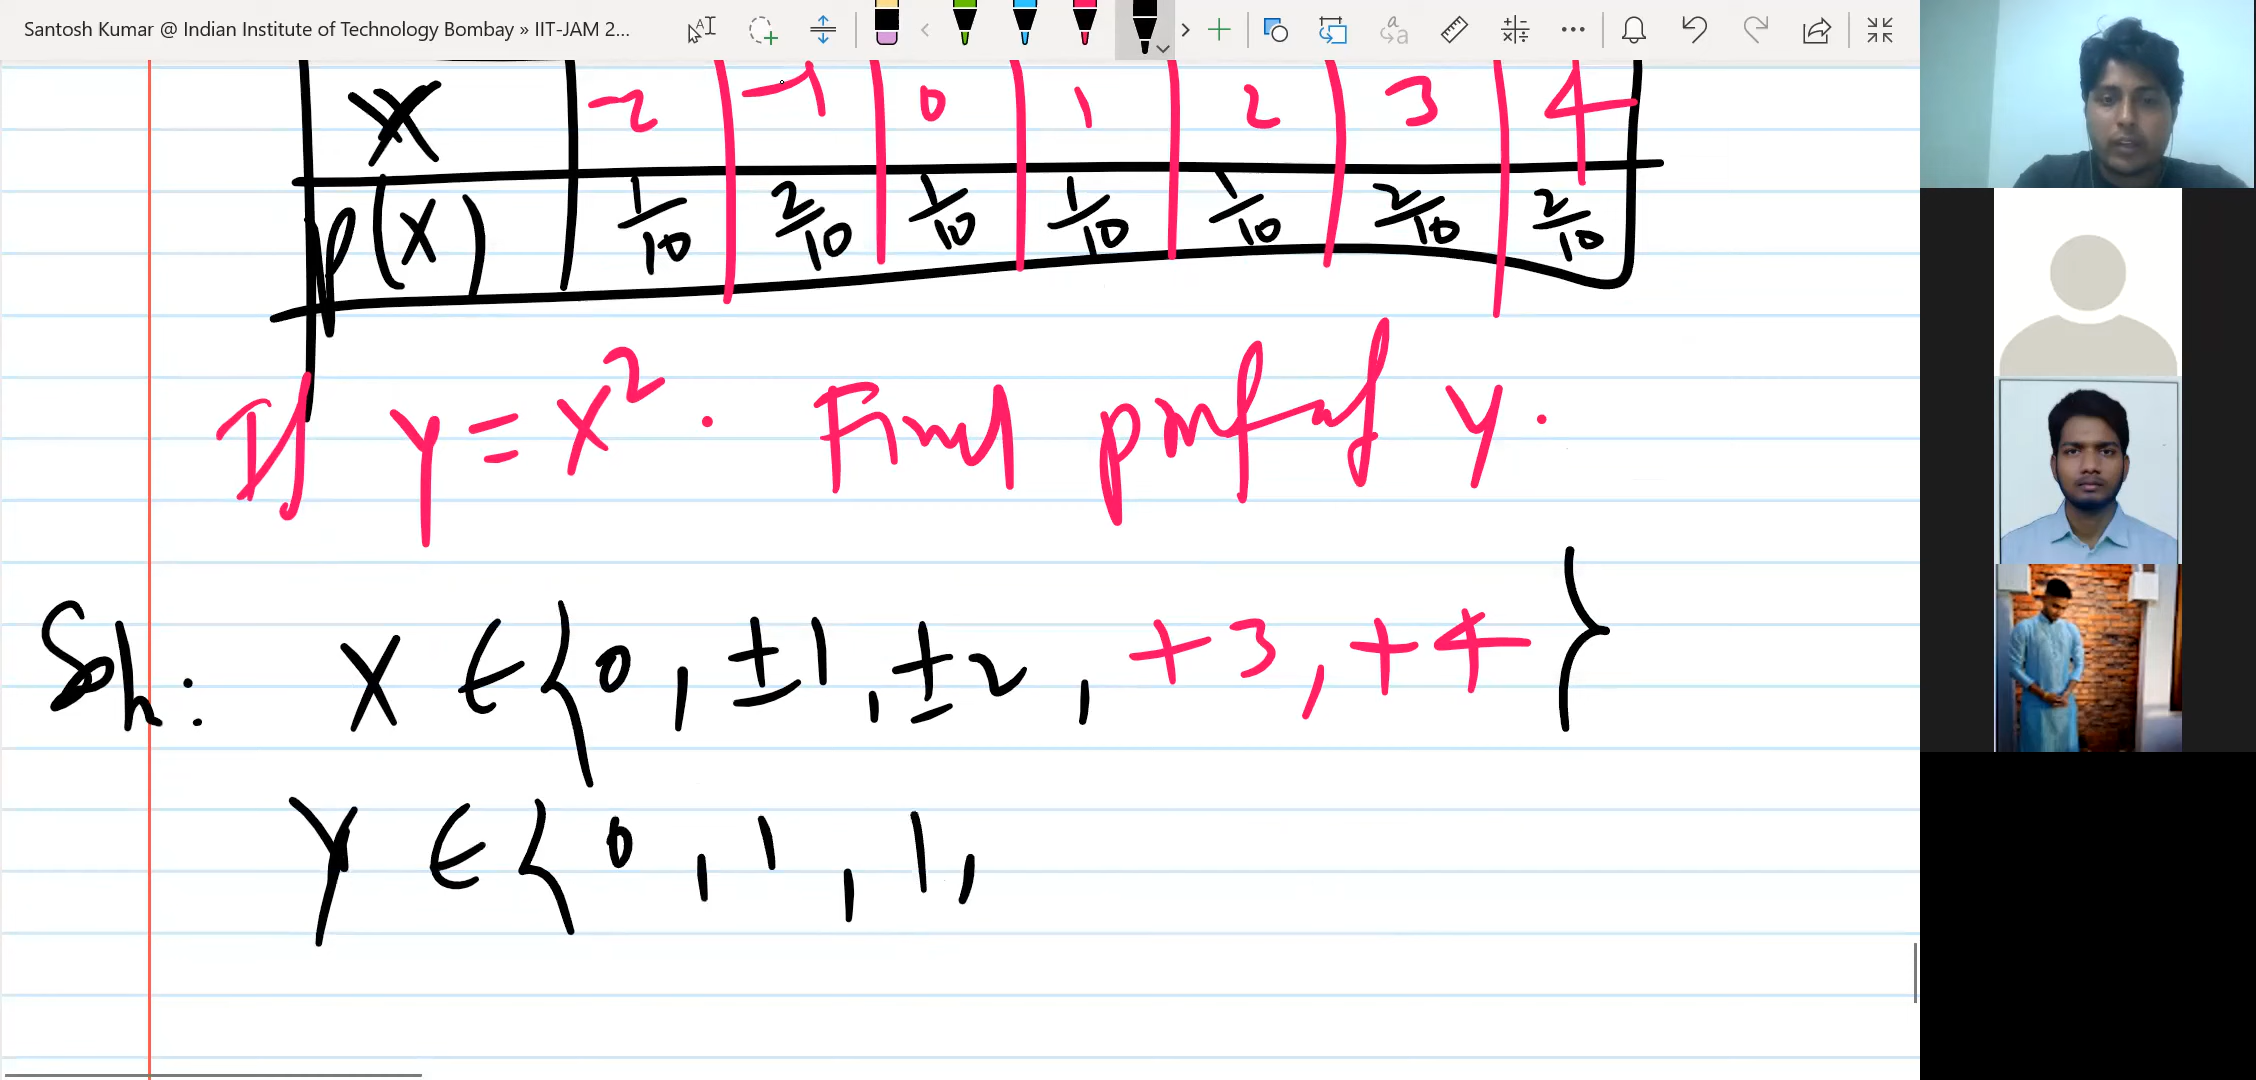 Santosh Kumar @ Indian Institute of Technology Bombay » IIT-JAM 2...
X -2 -1 0 1 2 3 4
P(X) 1/10 2/10 1/10 1/10 1/10 2/10 2/10
If Y = X² . Find pmf of Y .
Soln: X ∈ {0, ±1, ±2, +3, +4}
Y ∈ {0, 1, 1,